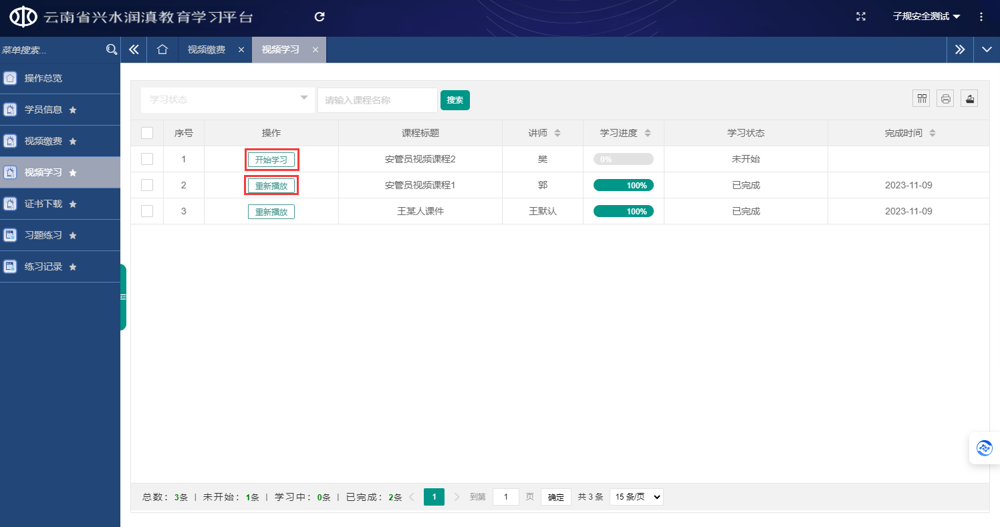 云南省兴水润滇教育学习平台
子规安全测试
菜单搜索...
视频缴费
视频学习
操作总览
学员信息
视频缴费
视频学习
证书下载
习题练习
练习记录
学习状态 请输入课程名称 搜索
序号 操作 课程标题 讲师 学习进度 学习状态 完成时间
1 开始学习 安管员视频课程2 樊 0% 未开始
2 重新播放 安管员视频课程1 郭 100% 已完成 2023-11-09
3 重新播放 王某人课件 王默认 100% 已完成 2023-11-09
总数：3条 | 未开始：1条 | 学习中：0条 | 已完成：2条 1 到第 1 页 确定 共 3 条 15 条/页